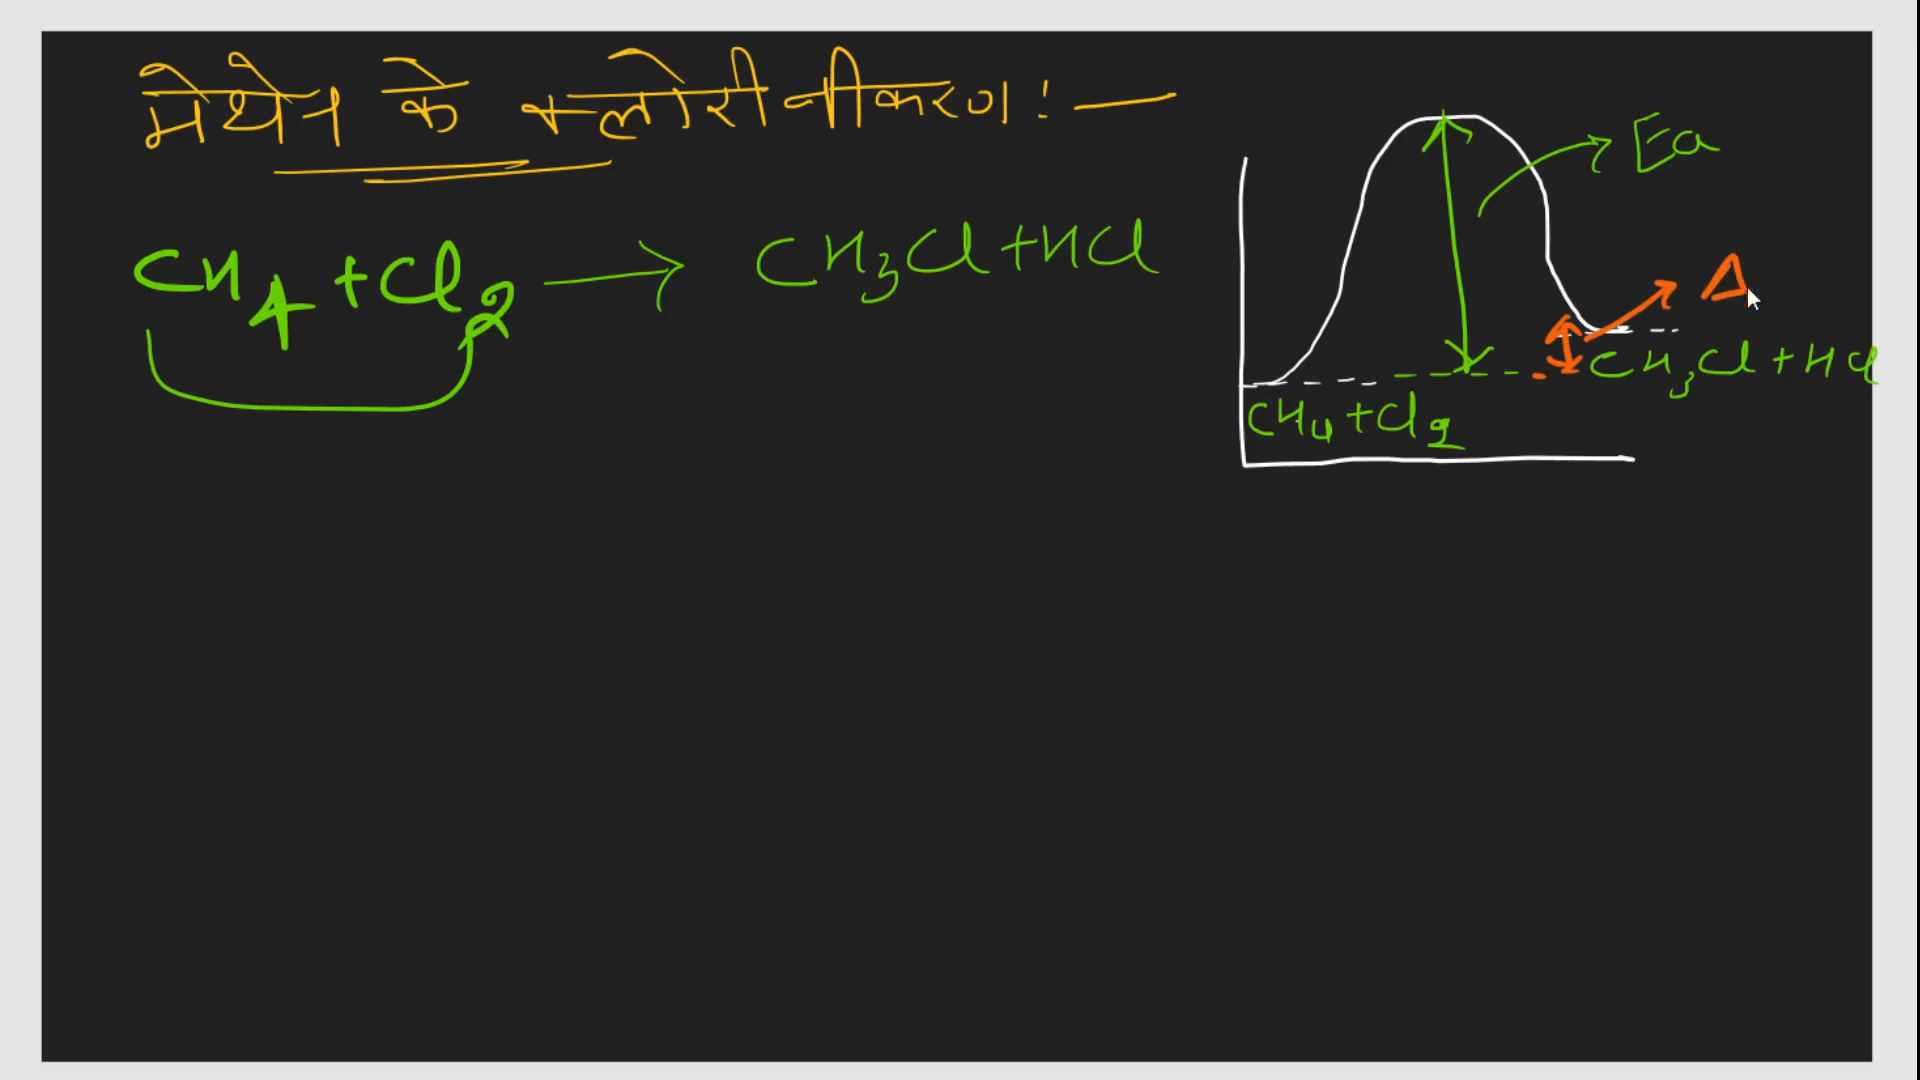 मेथेन के क्लोरीनीकरण :—
CH4 + Cl2 → CH3Cl + HCl
Ea
Δ
CH3Cl + HCl
CH4 + Cl2